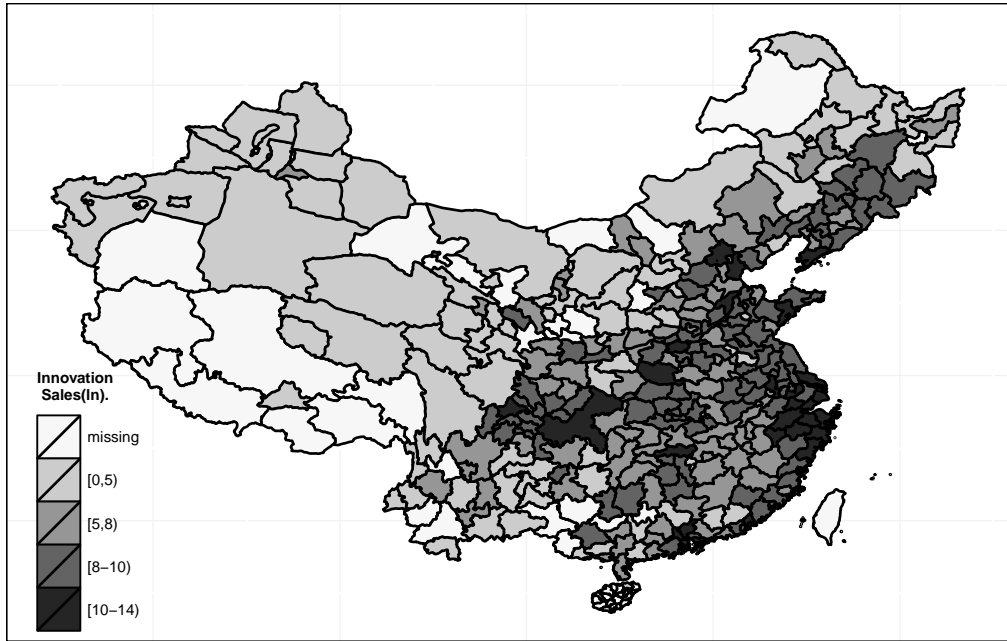 Innovation
Sales(ln).
missing
[0,5)
[5,8)
[8−10)
[10−14)